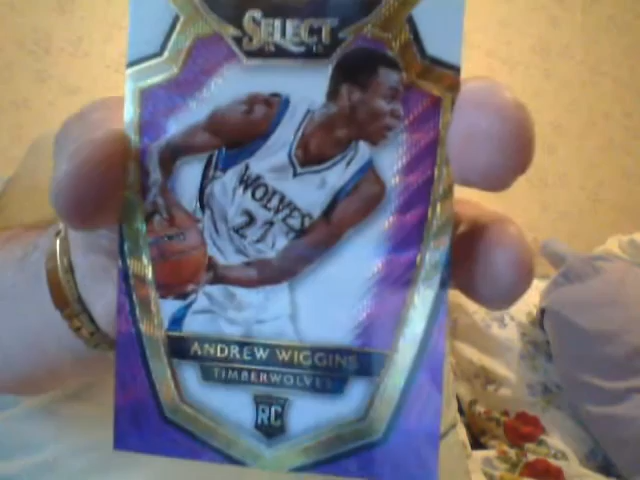 SELECT
WOLVES
21
ANDREW WIGGINS
TIMBERWOLVES
RC